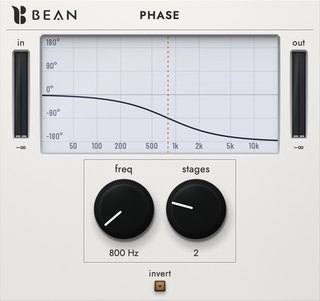 BEAN
PHASE
in
out
180°
90°
0°
-90°
-180°
50 100 200 500 1k 2k 5k 10k
-∞
-∞
freq
stages
800 Hz
2
invert